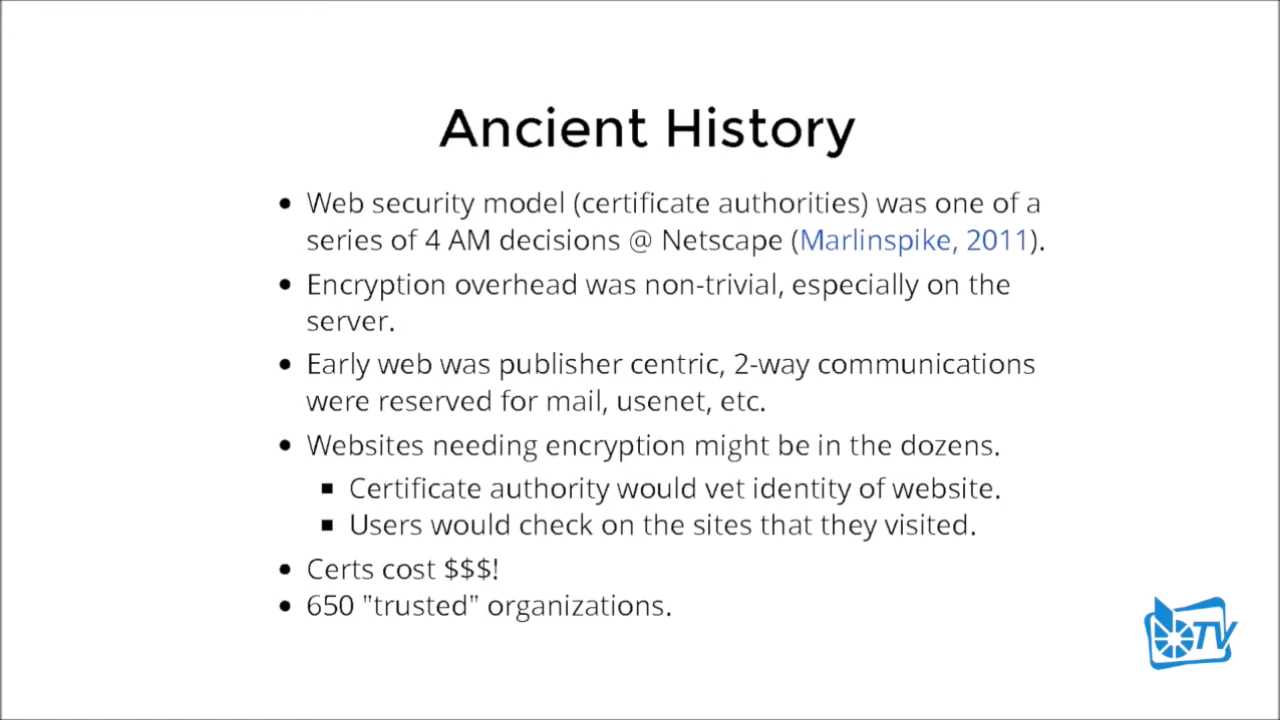 Ancient History
Web security model (certificate authorities) was one of a
series of 4 AM decisions @ Netscape (Marlinspike, 2011).
Encryption overhead was non-trivial, especially on the
server.
Early web was publisher centric, 2-way communications
were reserved for mail, usenet, etc.
Websites needing encryption might be in the dozens.
Certificate authority would vet identity of website.
Users would check on the sites that they visited.
Certs cost $$$!
650 "trusted" organizations.
TV